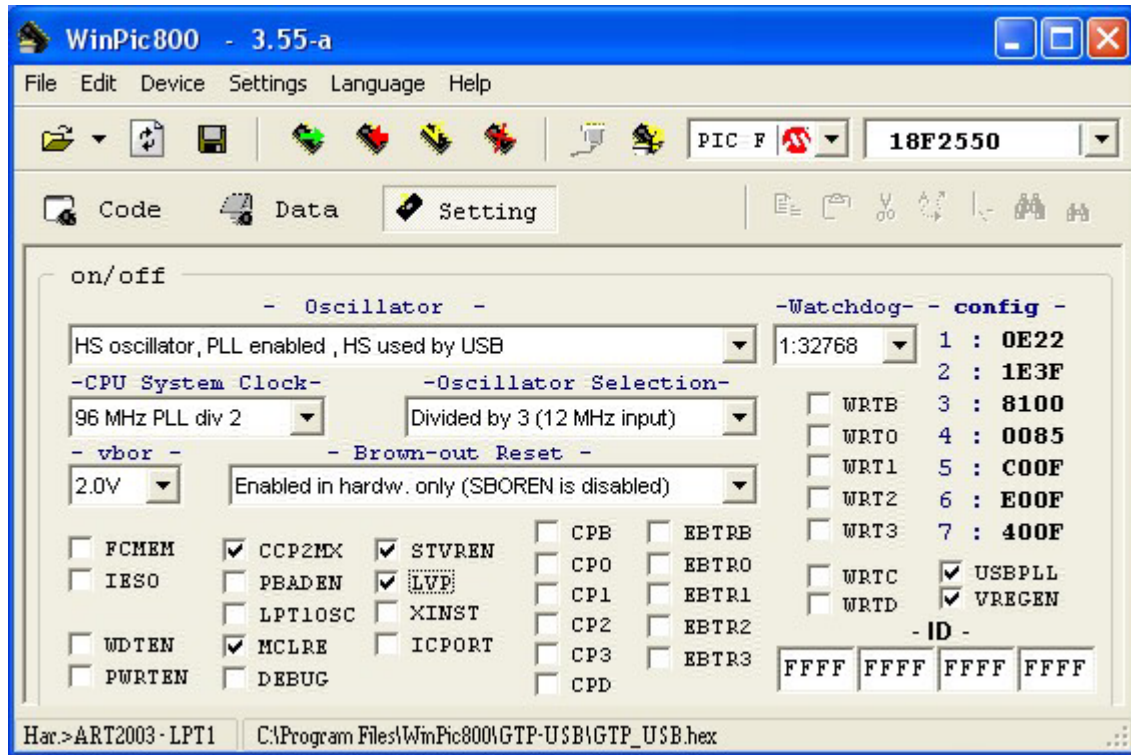 WinPic800 - 3.55-a
File Edit Device Settings Language Help
PIC F 18F2550
Code Data Setting
on/off
- Oscillator - -Watchdog- - config -
HS oscillator, PLL enabled , HS used by USB 1:32768 1 : 0E22
-CPU System Clock- -Oscillator Selection- 2 : 1E3F
96 MHz PLL div 2 Divided by 3 (12 MHz input) WRTB 3 : 8100
- vbor - - Brown-out Reset - WRT0 4 : 0085
2.0V Enabled in hardw. only (SBOREN is disabled) WRT1 5 : C00F
WRT2 6 : E00F
FCMEM CCP2MX STVREN CPB EBTRB WRT3 7 : 400F
IESO PBADEN LVP CP0 EBTR0 WRTC USBPLL
LPT1OSC XINST CP1 EBTR1 WRTD VREGEN
WDTEN MCLRE ICPORT CP2 EBTR2 - ID -
PWRTEN DEBUG CP3 EBTR3 FFFF FFFF FFFF FFFF
CPD
Har.>ART2003 - LPT1 C:\Program Files\WinPic800\GTP-USB\GTP_USB.hex